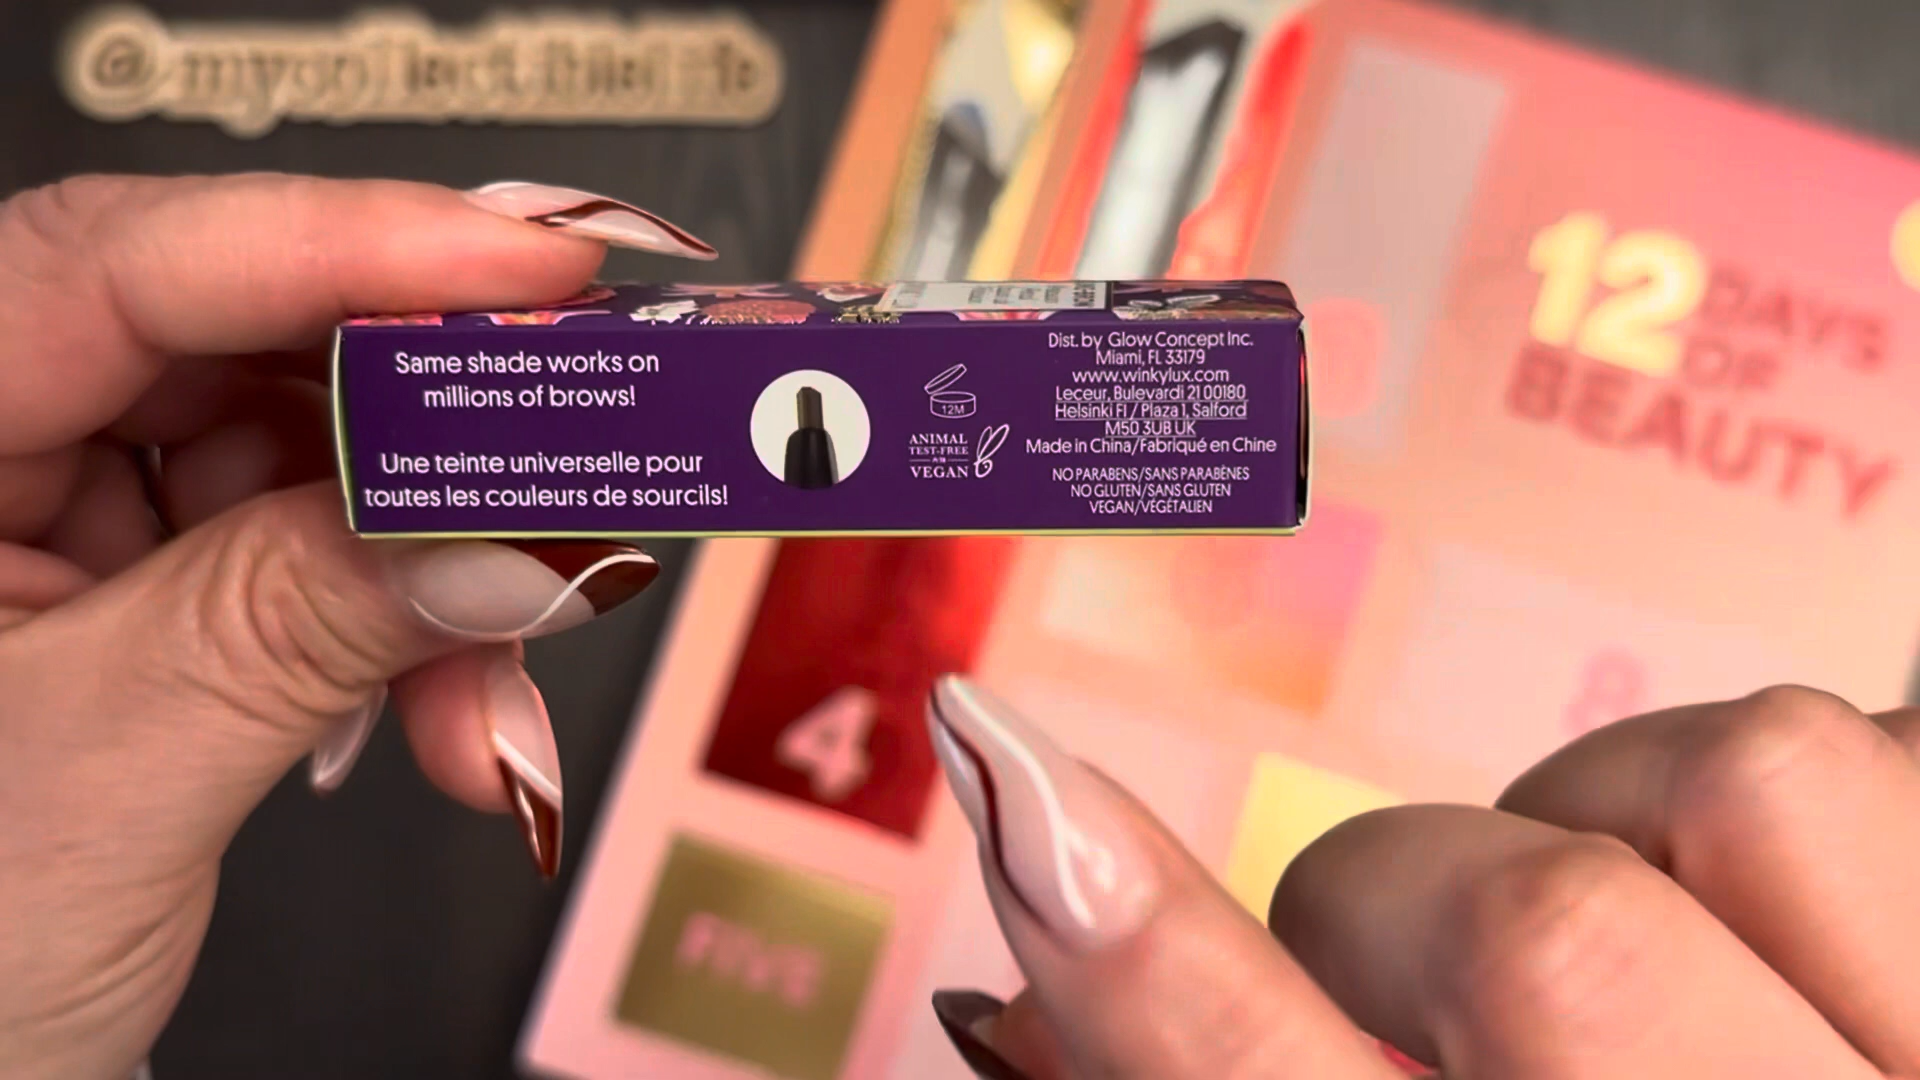 @mycollectiblelife
12 DAYS
OF
BEAUTY
Same shade works on
millions of brows!
Une teinte universelle pour
toutes les couleurs de sourcils!
12M
ANIMAL
TEST-FREE
VEGAN
Dist. by Glow Concept Inc.
Miami, FL 33179
www.winkylux.com
Leceur, Bulevardi 21 00180
Helsinki FI / Plaza 1, Salford
M50 3UB UK
Made in China/Fabriqué en Chine
NO PARABENS/SANS PARABÈNES
NO GLUTEN/SANS GLUTEN
VEGAN/VÉGÉTALIEN
4
8
FIVE